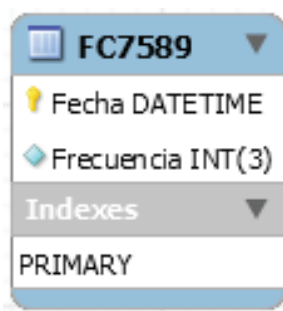 FC7589
Fecha DATETIME
Frecuencia INT(3)
Indexes
PRIMARY